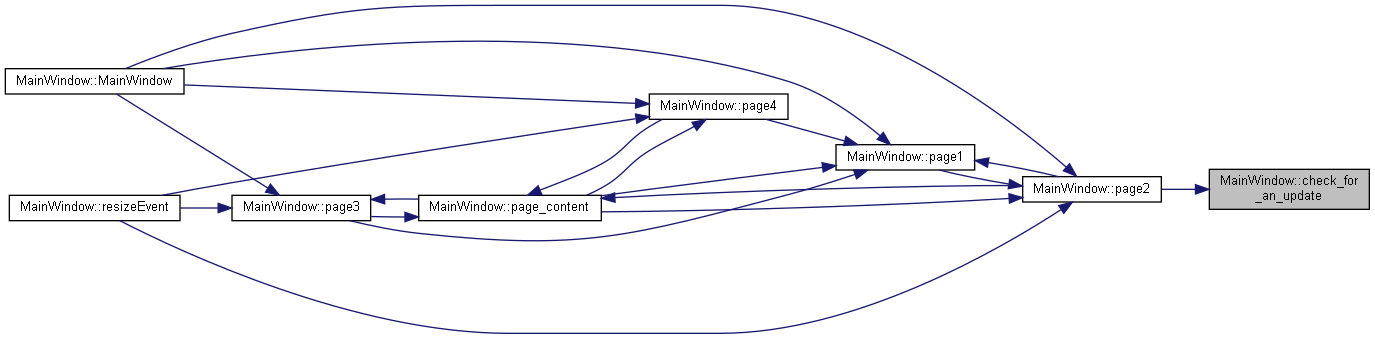 MainWindow::MainWindow
MainWindow::page4
MainWindow::page1
MainWindow::page2
MainWindow::check_for
_an_update
MainWindow::resizeEvent
MainWindow::page3
MainWindow::page_content